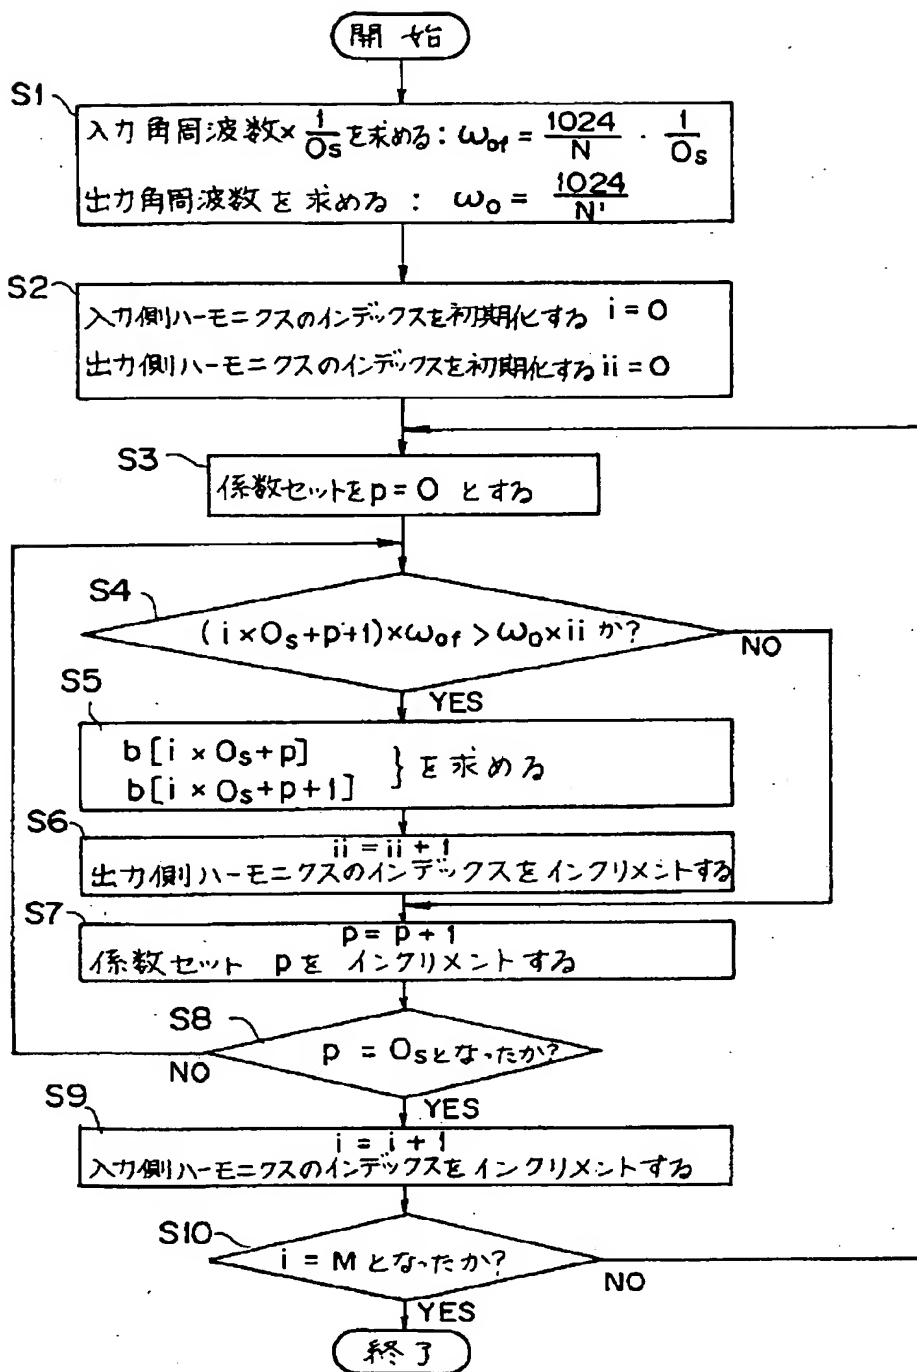 開始
S1
入力角周波数×1/Osを求める: ωof = 1024/N · 1/Os
出力角周波数を求める : ωo = 1024/N'
S2
入力側ハーモニクスのインデックスを初期化する i=0
出力側ハーモニクスのインデックスを初期化する ii=0
S3
係数セットをp=0 とする
S4
(i×Os+p+1)×ωof>ωo×ii か?
NO
YES
S5
b[i×Os+p]
b[i×Os+p+1]
}を求める
S6
ii=ii+1
出力側ハーモニクスのインデックスをインクリメントする
S7
p=p+1
係数セット pを インクリメントする
S8
p = Osとなったか?
NO
YES
S9
i = i+1
入力側ハーモニクスのインデックスをインクリメントする
S10
i = M となったか?
NO
YES
終了